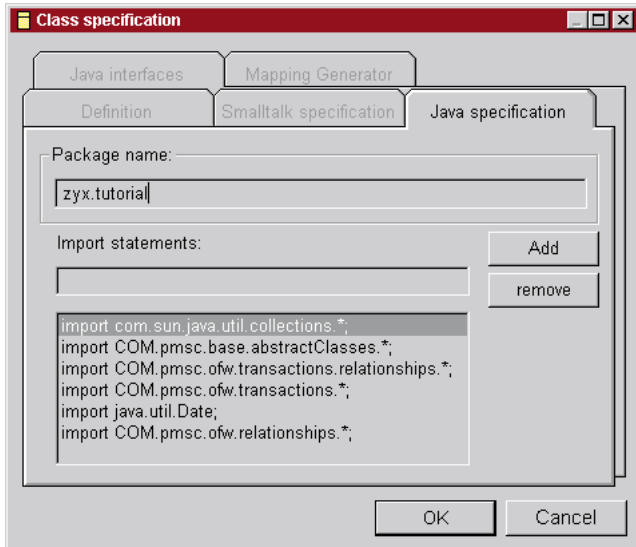 Class specification
Java interfaces
Mapping Generator
Definition
Smalltalk specification
Java specification
Package name:
zyx.tutorial
Import statements:
Add
remove
import com.sun.java.util.collections.*;
import COM.pmsc.base.abstractClasses.*;
import COM.pmsc.ofw.transactions.relationships.*;
import COM.pmsc.ofw.transactions.*;
import java.util.Date;
import COM.pmsc.ofw.relationships.*;
OK
Cancel